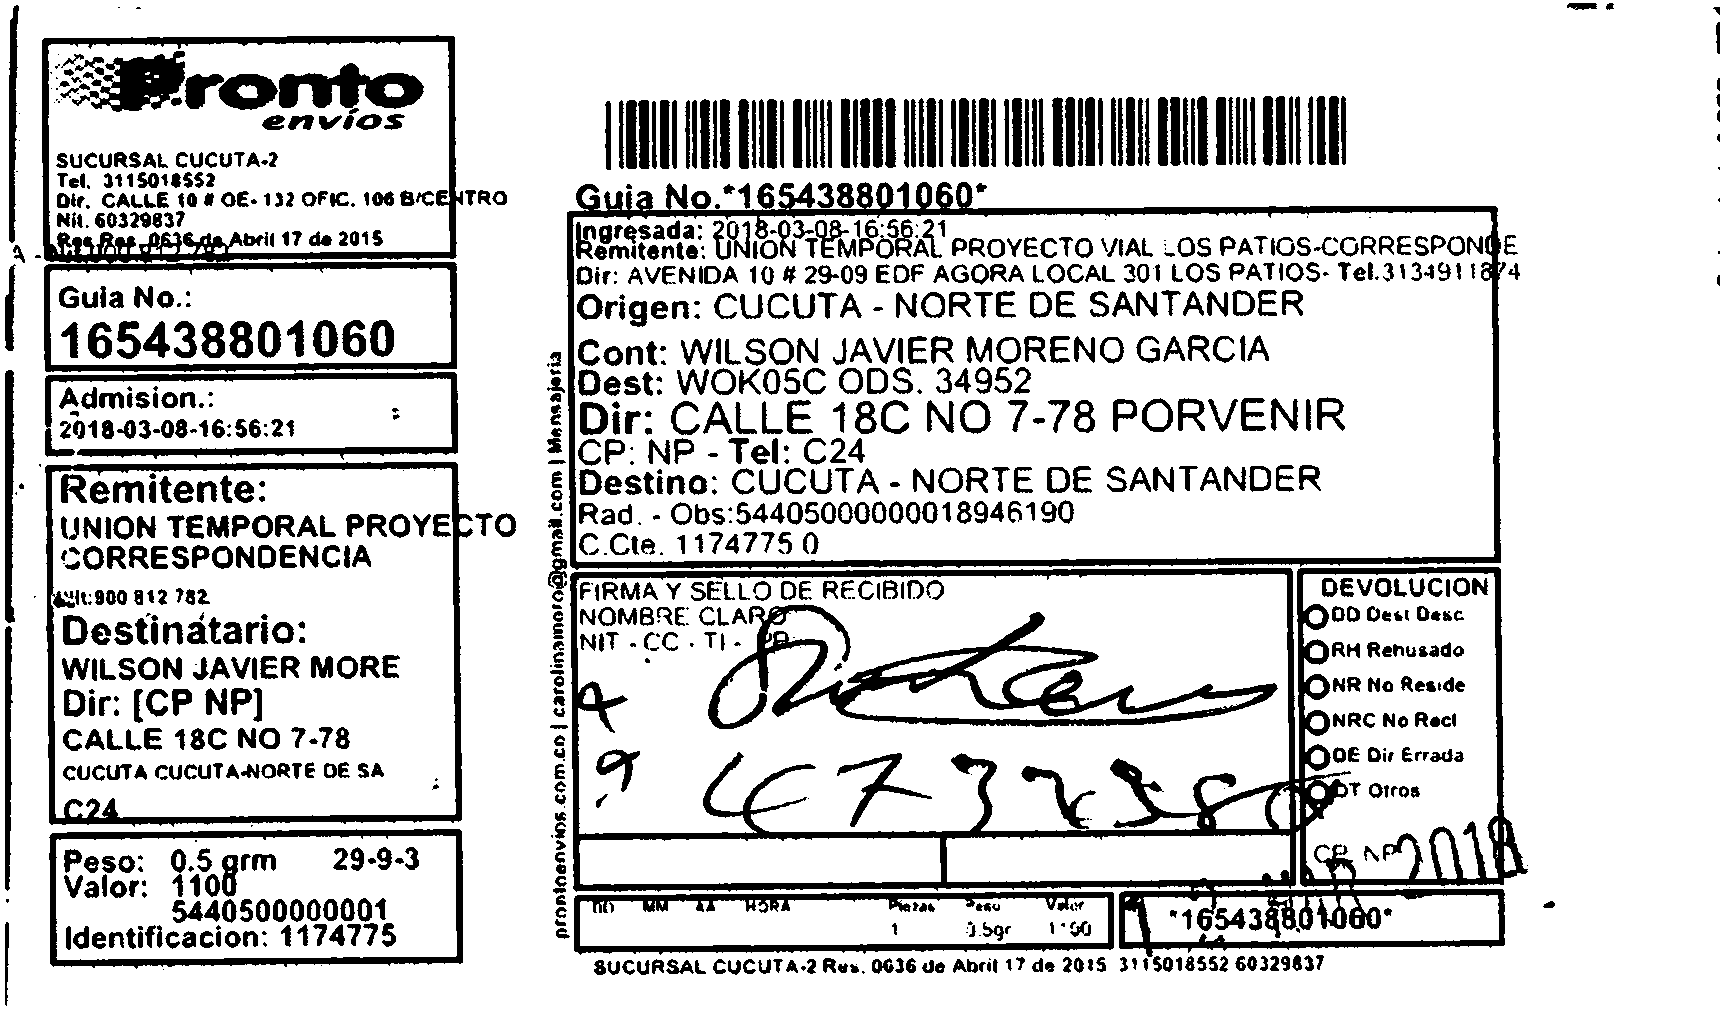 Pronto
envíos
SUCURSAL CUCUTA-2
Tel. 3115018552
Dir. CALLE 10 # OE- 132 OFIC. 106 B/CENTRO
Nit. 60329837
Res.Res. 0636 de Abril 17 de 2015
Guia No.:
165438801060
Admision.:
2018-03-08-16:56:21
Remitente:
UNION TEMPORAL PROYECTO
CORRESPONDENCIA
Nit:900 812 782
Destinatario:
WILSON JAVIER MORE
Dir: [CP NP]
CALLE 18C NO 7-78
CUCUTA CUCUTA-NORTE DE SA
C24
Peso: 0.5 grm 29-9-3
Valor: 1100
5440500000001
Identificacion: 1174775
prontoenvios.com.co | carolinamoro@gmail.com | Mensajeria
Guia No.*165438801060*
Ingresada: 2018-03-08-16:56:21
Remitente: UNION TEMPORAL PROYECTO VIAL LOS PATIOS-CORRESPONDE
Dir: AVENIDA 10 # 29-09 EDF AGORA LOCAL 301 LOS PATIOS- Tel.3134911874
Origen: CUCUTA - NORTE DE SANTANDER
Cont: WILSON JAVIER MORENO GARCIA
Dest: WOK05C ODS. 34952
Dir: CALLE 18C NO 7-78 PORVENIR
CP: NP - Tel: C24
Destino: CUCUTA - NORTE DE SANTANDER
Rad. - Obs:54405000000018946190
C.Cte. 1174775 0
FIRMA Y SELLO DE RECIBIDO
NOMBRE CLARO
NIT - CC - TI - PP
DEVOLUCION
DD Dest Desc
RH Rehusado
NR No Reside
NRC No Recl
DE Dir Errada
OT Otros
CP NP
2018
DD MM AA HORA Piezas Peso Valor
1 0.5gr 1100
*165438801060*
SUCURSAL CUCUTA-2 Res. 0636 de Abril 17 de 2015 3115018552 60329837